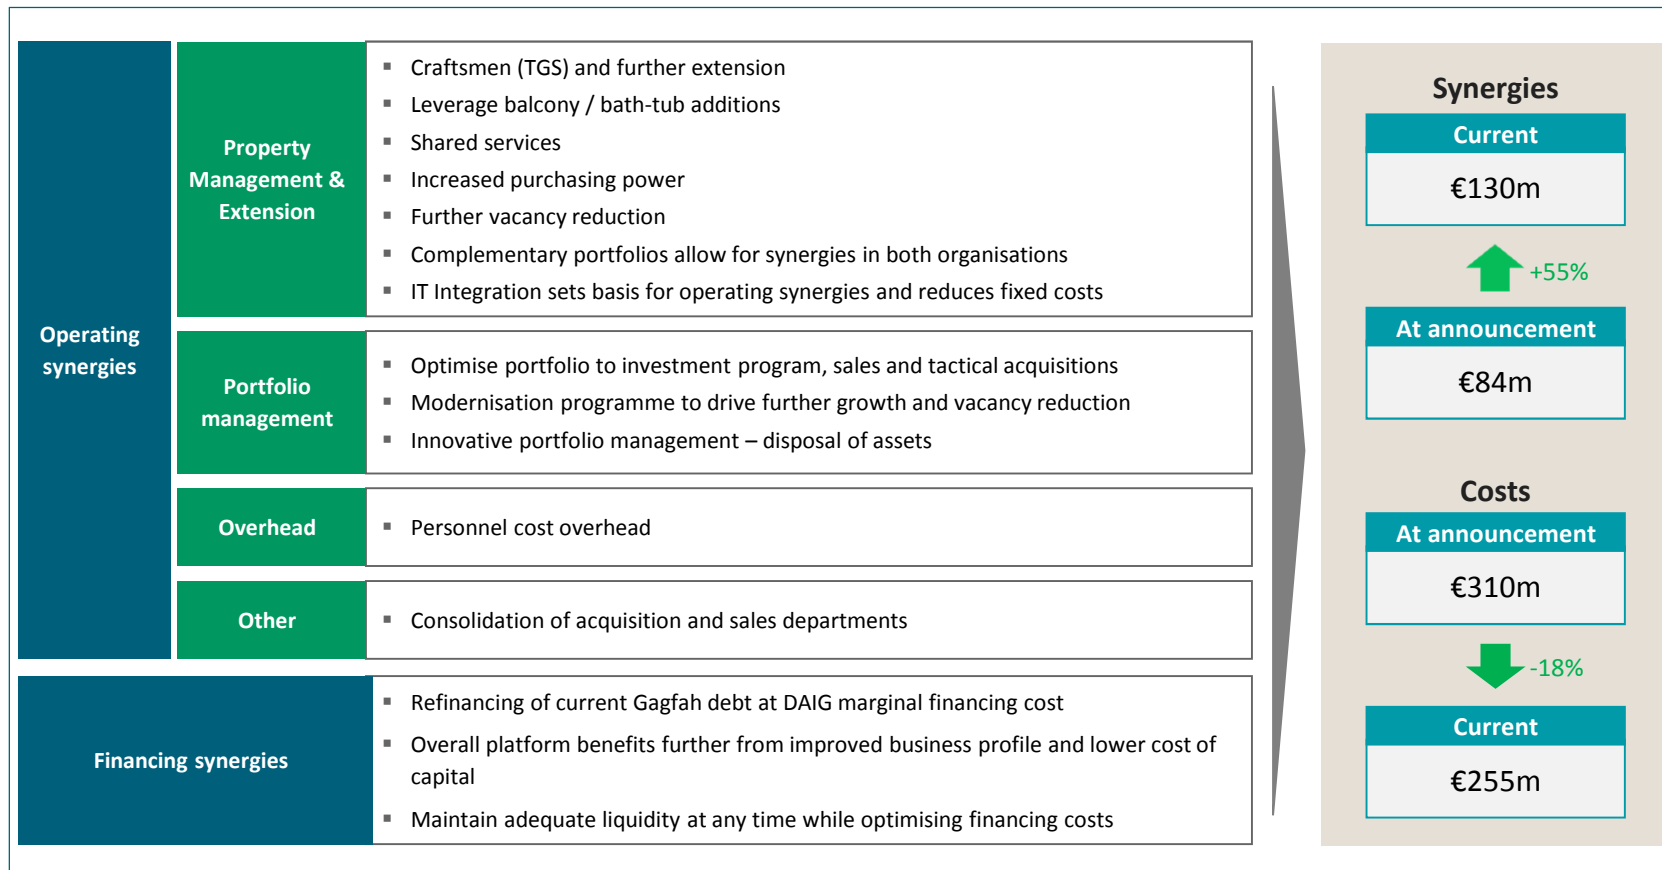 Operating
synergies
Property
Management &
Extension
▪ Craftsmen (TGS) and further extension
▪ Leverage balcony / bath-tub additions
▪ Shared services
▪ Increased purchasing power
▪ Further vacancy reduction
▪ Complementary portfolios allow for synergies in both organisations
▪ IT Integration sets basis for operating synergies and reduces fixed costs
Portfolio
management
▪ Optimise portfolio to investment program, sales and tactical acquisitions
▪ Modernisation programme to drive further growth and vacancy reduction
▪ Innovative portfolio management – disposal of assets
Overhead
▪ Personnel cost overhead
Other
▪ Consolidation of acquisition and sales departments
Financing synergies
▪ Refinancing of current Gagfah debt at DAIG marginal financing cost
▪ Overall platform benefits further from improved business profile and lower cost of
capital
▪ Maintain adequate liquidity at any time while optimising financing costs
Synergies
Current
€130m
+55%
At announcement
€84m
Costs
At announcement
€310m
-18%
Current
€255m